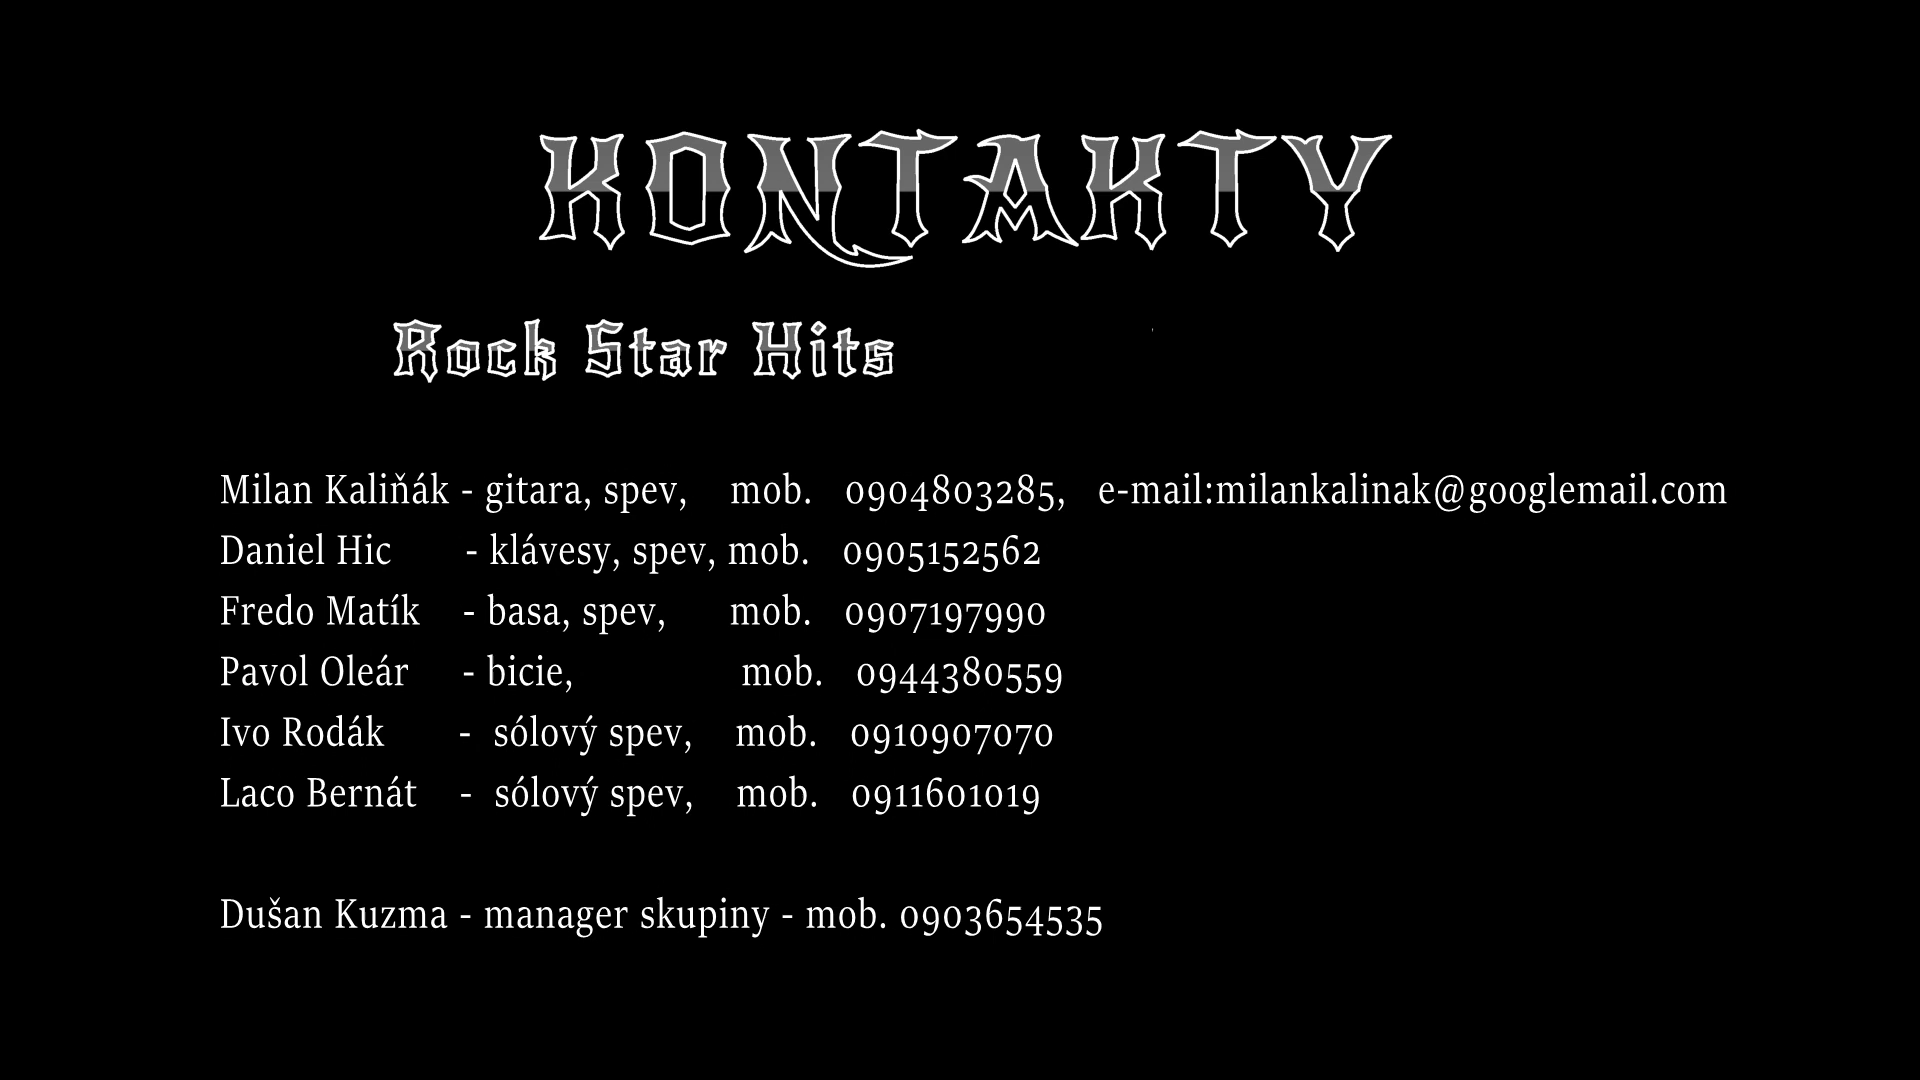 KONTAKTY
Rock Star Hits
Milan Kaliňák - gitara, spev, mob. 0904803285, e-mail:milankalinak@googlemail.com
Daniel Hic - klávesy, spev, mob. 0905152562
Fredo Matík - basa, spev, mob. 0907197990
Pavol Oleár - bicie, mob. 0944380559
Ivo Rodák - sólový spev, mob. 0910907070
Laco Bernát - sólový spev, mob. 0911601019
Dušan Kuzma - manager skupiny - mob. 0903654535